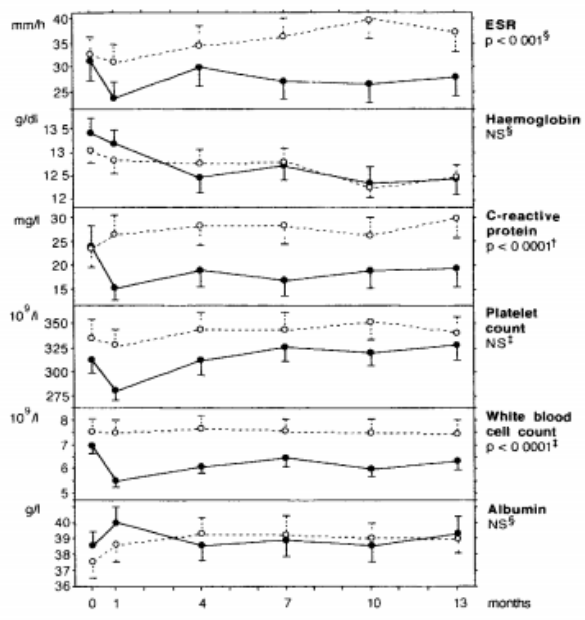 mm/h
40
35
30
25
ESR
p < 0 001§
g/dl
13 5
13
12.5
12
Haemoglobin
NS§
mg/l
30
25
20
15
C-reactive
protein
p < 0 0001†
10⁹/l
350
325
300
275
Platelet
count
NS‡
10⁹/l
8
7
6
5
White blood
cell count
p < 0 0001‡
g/l
40
39
38
37
36
Albumin
NS§
0 1 4 7 10 13 months